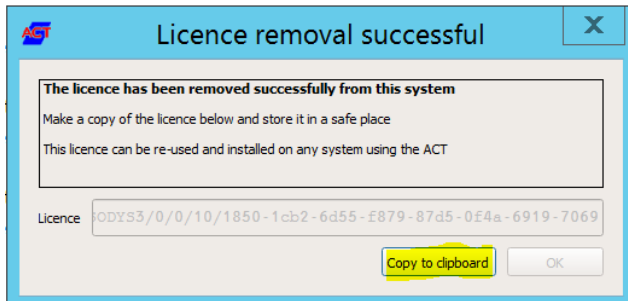 ACT
Licence removal successful
X
The licence has been removed successfully from this system
Make a copy of the licence below and store it in a safe place
This licence can be re-used and installed on any system using the ACT
Licence
ODYS3/0/0/10/1850-1cb2-6d55-f879-87d5-0f4a-6919-7069
Copy to clipboard
OK